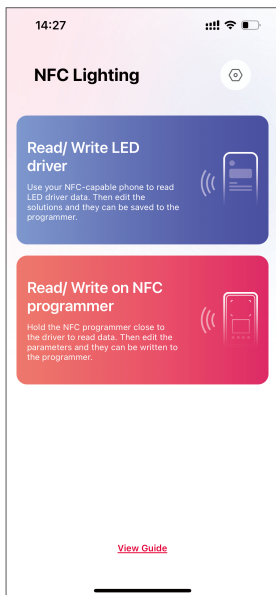 14:27
NFC Lighting
Read/ Write LED
driver
Use your NFC-capable phone to read
LED driver data. Then edit the
solutions and they can be saved to the
programmer.
Read/ Write on NFC
programmer
Hold the NFC programmer close to
the driver to read data. Then edit the
parameters and they can be written to
the programmer.
View Guide